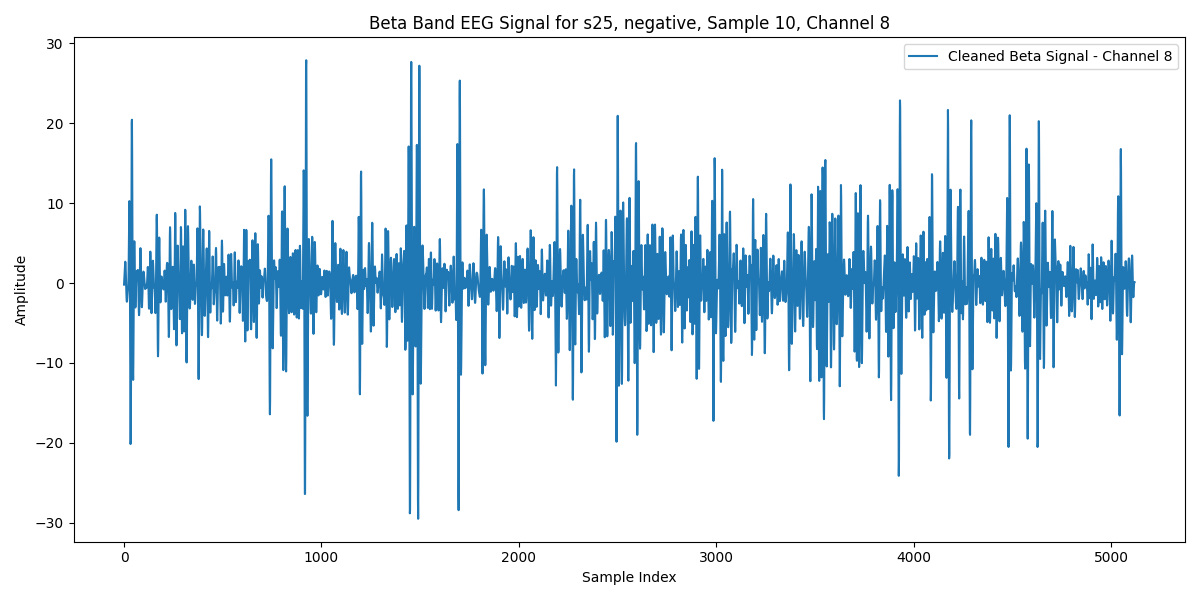 Beta Band EEG Signal for s25, negative, Sample 10, Channel 8
Cleaned Beta Signal - Channel 8
Amplitude
30
20
10
0
−10
−20
−30
0 1000 2000 3000 4000 5000
Sample Index